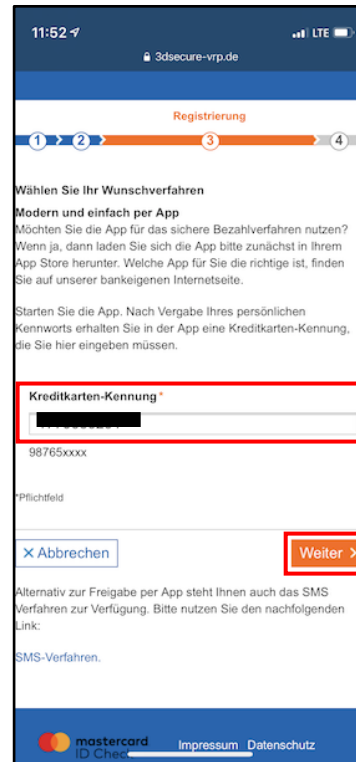 11:52 LTE
3dsecure-vrp.de
Registrierung
1 2 3 4
Wählen Sie Ihr Wunschverfahren
Modern und einfach per App
Möchten Sie die App für das sichere Bezahlverfahren nutzen?
Wenn ja, dann laden Sie sich die App bitte zunächst in Ihrem
App Store herunter. Welche App für Sie die richtige ist, finden
Sie auf unserer bankeigenen Internetseite.
Starten Sie die App. Nach Vergabe Ihres persönlichen
Kennworts erhalten Sie in der App eine Kreditkarten-Kennung,
die Sie hier eingeben müssen.
Kreditkarten-Kennung*
98765xxxx
*Pflichtfeld
Abbrechen Weiter
Alternativ zur Freigabe per App steht Ihnen auch das SMS
Verfahren zur Verfügung. Bitte nutzen Sie den nachfolgenden
Link:
SMS-Verfahren.
mastercard Impressum Datenschutz
ID Check